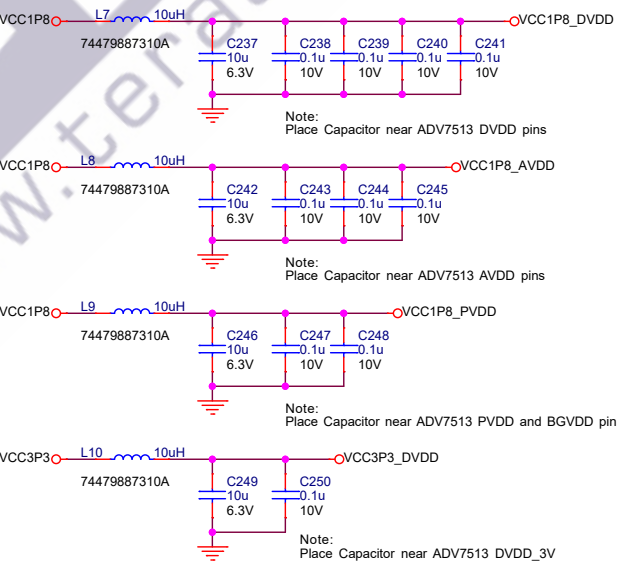 VCC1P8 L7 10uH VCC1P8_DVDD
74479887310A
C237 C238 C239 C240 C241
10u 0.1u 0.1u 0.1u 0.1u
6.3V 10V 10V 10V 10V
Note:
Place Capacitor near ADV7513 DVDD pins
VCC1P8 L8 10uH VCC1P8_AVDD
74479887310A
C242 C243 C244 C245
10u 0.1u 0.1u 0.1u
6.3V 10V 10V 10V
Note:
Place Capacitor near ADV7513 AVDD pins
VCC1P8 L9 10uH VCC1P8_PVDD
74479887310A
C246 C247 C248
10u 0.1u 0.1u
6.3V 10V 10V
Note:
Place Capacitor near ADV7513 PVDD and BGVDD pin
VCC3P3 L10 10uH VCC3P3_DVDD
74479887310A
C249 C250
10u 0.1u
6.3V 10V
Note:
Place Capacitor near ADV7513 DVDD_3V
w.tera